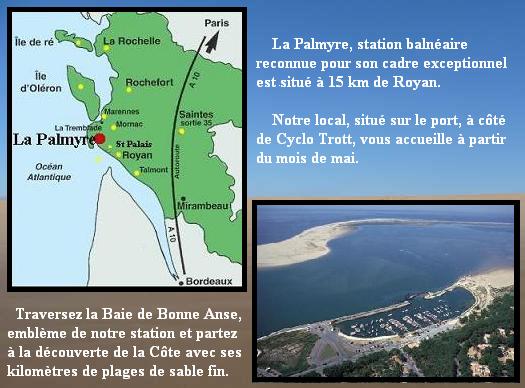 Paris
Île de ré
La Rochelle
A 10
Île
d'Oléron
Rochefort
Marennes
La Tremblade
Mornac
Saintes
sortie 35
La Palmyre
St Palais
Royan
Autoroute
Océan
Atlantique
Talmont
Mirambeau
A 10
Bordeaux
La Palmyre, station balnéaire
reconnue pour son cadre exceptionnel
est situé à 15 km de Royan.
Notre local, situé sur le port, à côté
de Cyclo Trott, vous accueille à partir
du mois de mai.
Traversez la Baie de Bonne Anse,
emblème de notre station et partez
à la découverte de la Côte avec ses
kilomètres de plages de sable fin.